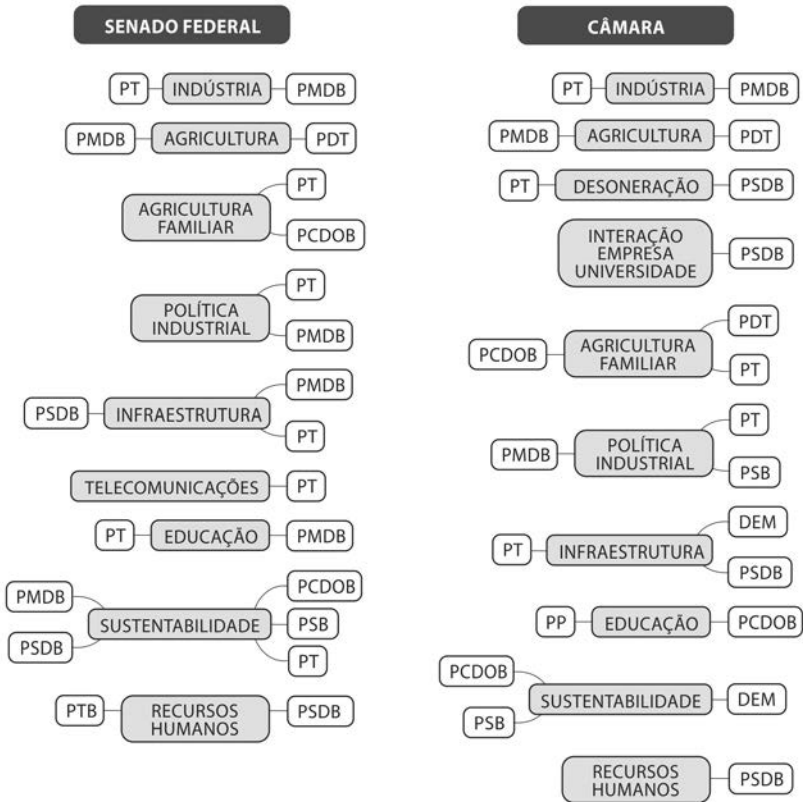 SENADO FEDERAL
PT INDÚSTRIA PMDB
PMDB AGRICULTURA PDT
PT
AGRICULTURA
FAMILIAR
PCDOB
PT
POLÍTICA
INDUSTRIAL
PMDB
PMDB
PSDB INFRAESTRUTURA
PT
TELECOMUNICAÇÕES PT
PT EDUCAÇÃO PMDB
PCDOB
PMDB
SUSTENTABILIDADE PSB
PSDB
PT
PTB RECURSOS PSDB
HUMANOS
CÂMARA
PT INDÚSTRIA PMDB
PMDB AGRICULTURA PDT
PT DESONERAÇÃO PSDB
INTERAÇÃO
EMPRESA PSDB
UNIVERSIDADE
PDT
AGRICULTURA
PCDOB FAMILIAR
PT
PT
POLÍTICA
PMDB INDUSTRIAL
PSB
DEM
PT INFRAESTRUTURA
PSDB
PP EDUCAÇÃO PCDOB
PCDOB
SUSTENTABILIDADE DEM
PSB
RECURSOS
HUMANOS PSDB